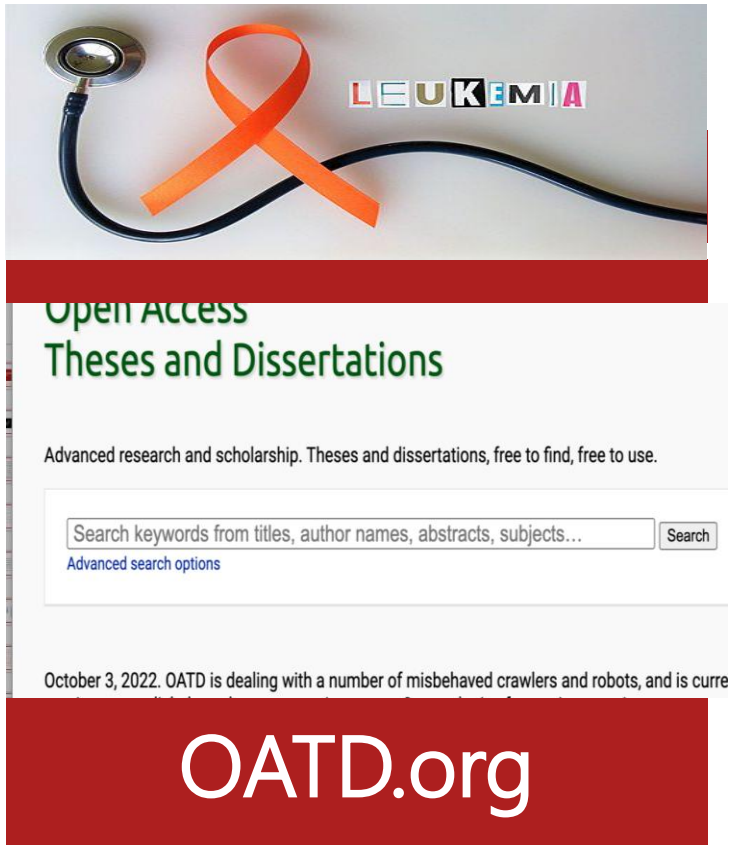 LEUKEMIA
Open Access
Theses and Dissertations
Advanced research and scholarship. Theses and dissertations, free to find, free to use.
Search keywords from titles, author names, abstracts, subjects...
Search
Advanced search options
October 3, 2022. OATD is dealing with a number of misbehaved crawlers and robots, and is curre
OATD.org